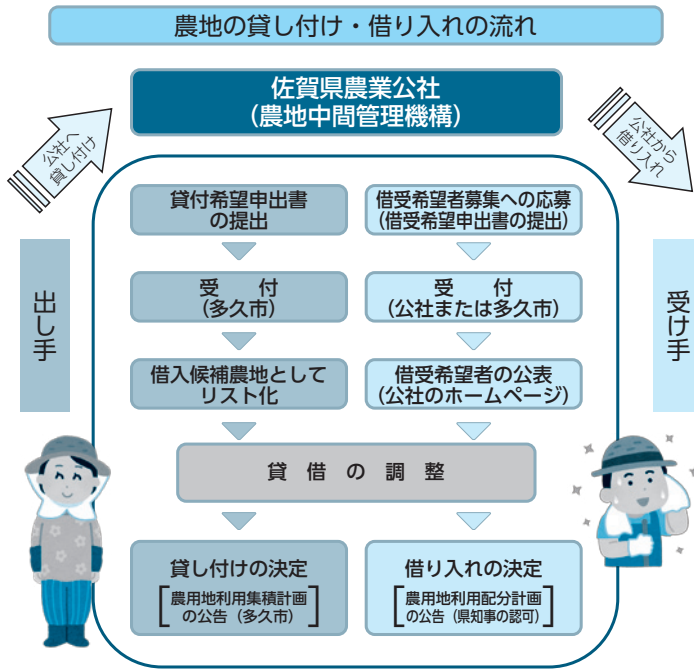 農地の貸し付け・借り入れの流れ
佐賀県農業公社
(農地中間管理機構)
公社へ
貸し付け
公社から
借り入れ
出し手
受け手
貸付希望申出書
の提出
受　付
(多久市)
借入候補農地として
リスト化
借受希望者募集への応募
(借受希望申出書の提出)
受　付
(公社または多久市)
借受希望者の公表
(公社のホームページ)
貸 借 の 調 整
貸し付けの決定
[農用地利用集積計画
の公告（多久市）]
借り入れの決定
[農用地利用配分計画
の公告（県知事の認可）]